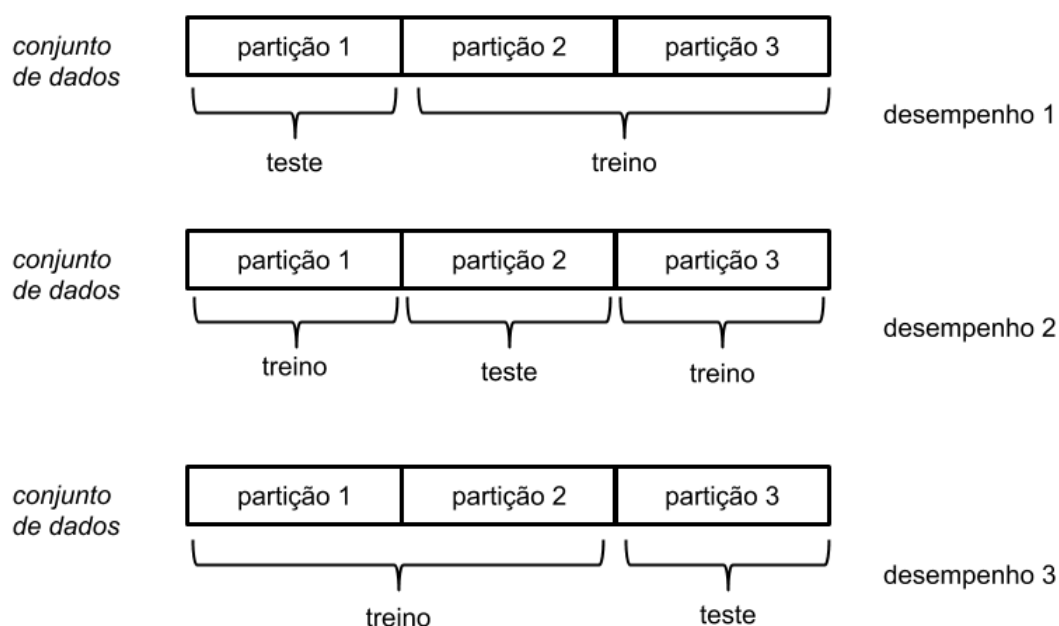 conjunto
de dados
partição 1
partição 2
partição 3
desempenho 1
teste
treino
conjunto
de dados
partição 1
partição 2
partição 3
desempenho 2
treino
teste
treino
conjunto
de dados
partição 1
partição 2
partição 3
desempenho 3
treino
teste